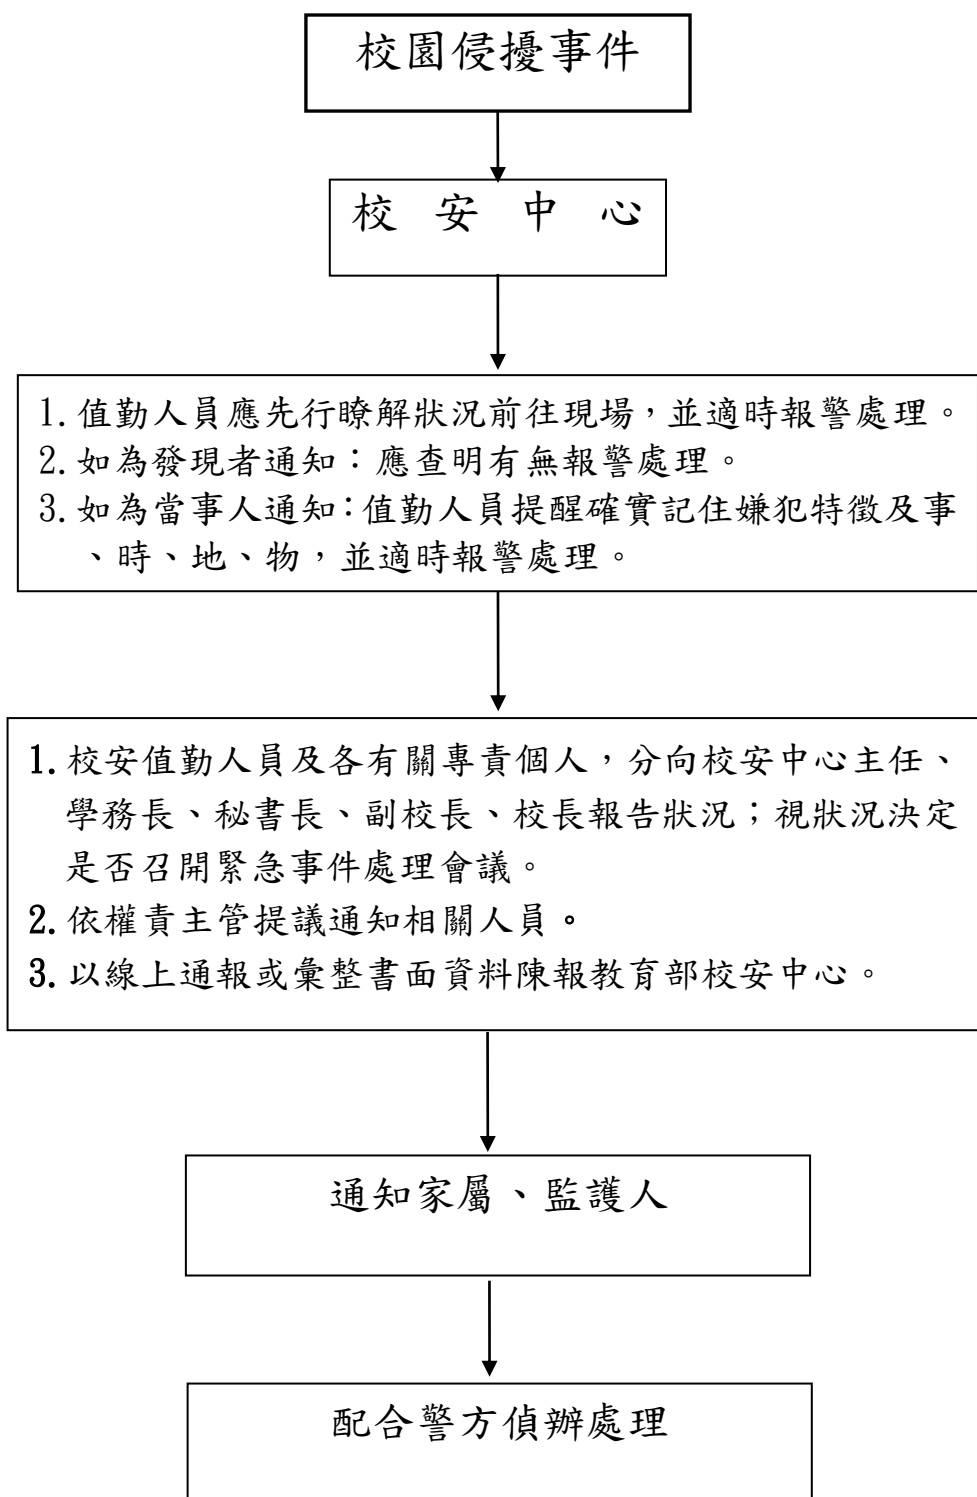 校園侵擾事件
校安中心
1.值勤人員應先行瞭解狀況前往現場，並適時報警處理。
2.如為發現者通知：應查明有無報警處理。
3.如為當事人通知：值勤人員提醒確實記住嫌犯特徵及事
、時、地、物，並適時報警處理。
1.校安值勤人員及各有關專責個人，分向校安中心主任、
學務長、秘書長、副校長、校長報告狀況；視狀況決定
是否召開緊急事件處理會議。
2.依權責主管提議通知相關人員。
3.以線上通報或彙整書面資料陳報教育部校安中心。
通知家屬、監護人
配合警方偵辦處理